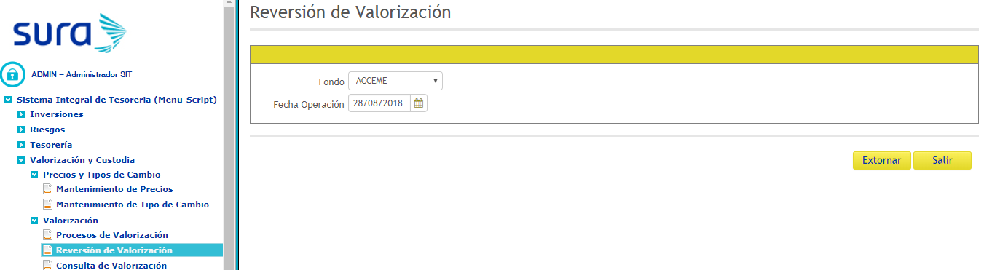 sura
ADMIN – Administrador SIT
Sistema Integral de Tesoreria (Menu-Script)
Inversiones
Riesgos
Tesorería
Valorización y Custodia
Precios y Tipos de Cambio
Mantenimiento de Precios
Mantenimiento de Tipo de Cambio
Valorización
Procesos de Valorización
Reversión de Valorización
Consulta de Valorización
Reversión de Valorización
Fondo ACCEME
Fecha Operación 28/08/2018
Extornar Salir